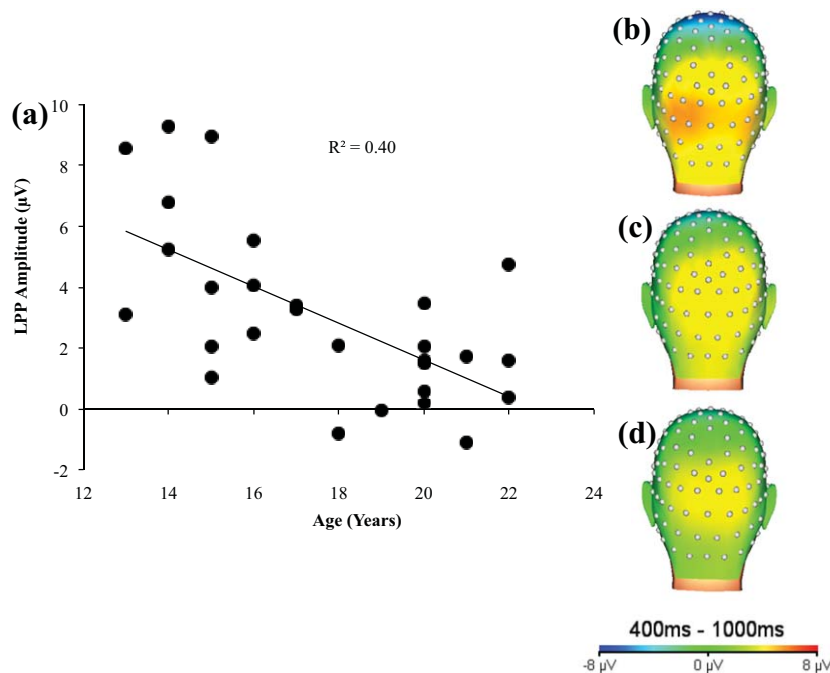 (a)
10
8
6
4
2
0
-2
LPP Amplitude (µV)
R² = 0.40
12 14 16 18 20 22 24
Age (Years)
(b)
(c)
(d)
400ms - 1000ms
-8 µV 0 µV 8 µV